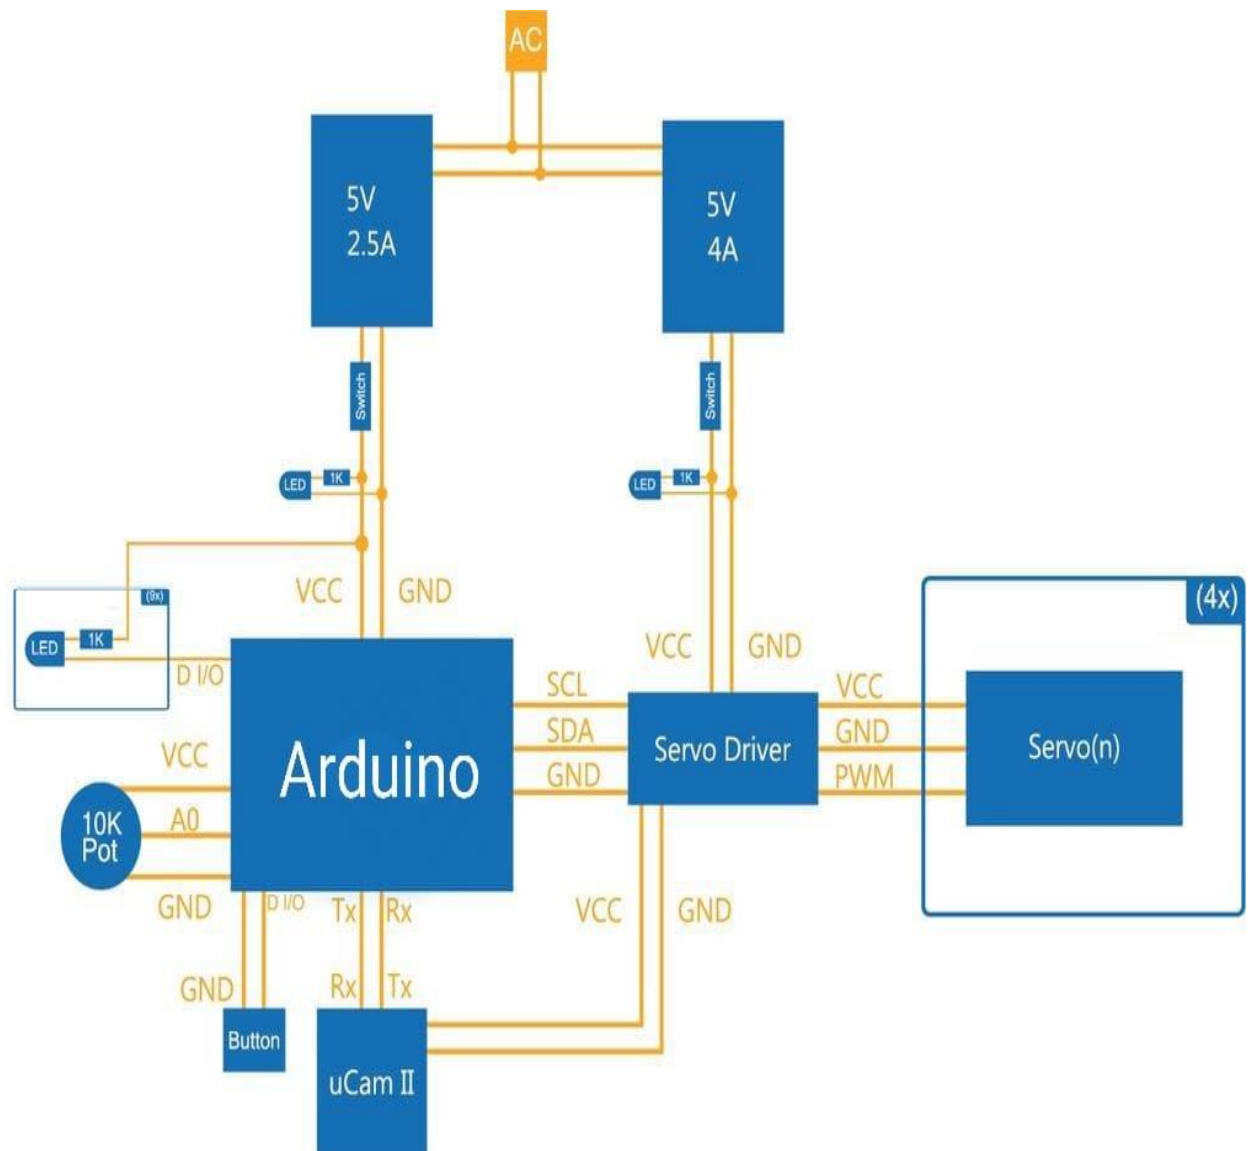 AC
5V
2.5A
5V
4A
Switch
Switch
LED
1K
LED
1K
VCC
GND
(9x)
LED
1K
D I/O
VCC
GND
(4x)
SCL
SDA
GND
VCC
GND
PWM
Arduino
Servo Driver
Servo(n)
VCC
10K
Pot
A0
GND
D I/O
Tx
Rx
VCC
GND
GND
Rx
Tx
Button
uCam II